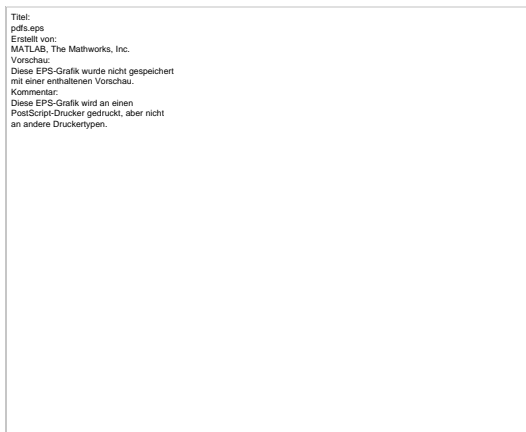 Titel:
pdfs.eps
Erstellt von:
MATLAB, The Mathworks, Inc.
Vorschau:
Diese EPS-Grafik wurde nicht gespeichert
mit einer enthaltenen Vorschau.
Kommentar:
Diese EPS-Grafik wird an einen
PostScript-Drucker gedruckt, aber nicht
an andere Druckertypen.